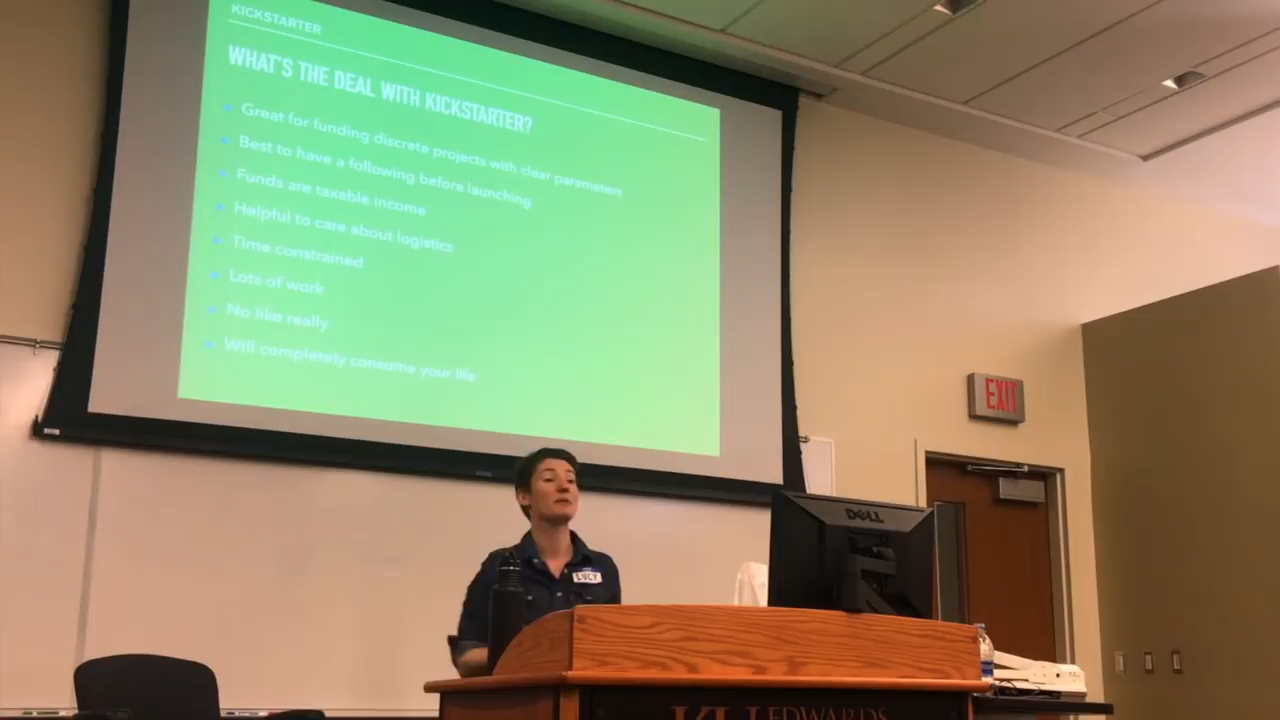 KICKSTARTER
WHAT'S THE DEAL WITH KICKSTARTER?
Great for funding discrete projects with clear parameters
Best to have a following before launching
Funds are taxable income
Helpful to care about logistics
Time constrained
Lots of work
No like really
Will completely consume your life
EXIT
DELL
LUCY
KU EDWARDS